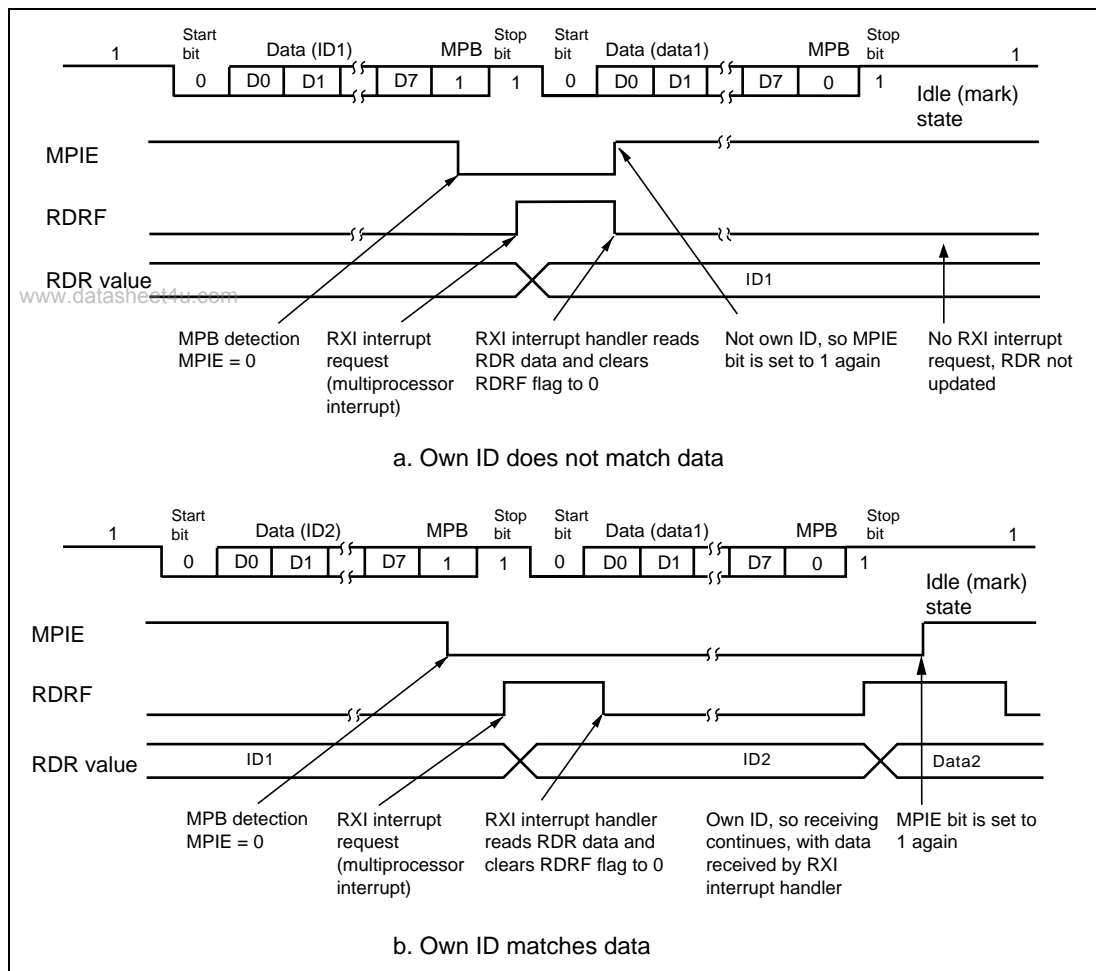 Start bit Data (ID1) MPB Stop bit Start bit Data (data1) MPB Stop bit
1 1
0 D0 D1 D7 1 1 0 D0 D1 D7 0 1
Idle (mark) state
MPIE
RDRF
RDR value
ID1
www.datasheet4u.com
MPB detection
MPIE = 0
RXI interrupt
request
(multiprocessor
interrupt)
RXI interrupt handler reads
RDR data and clears
RDRF flag to 0
Not own ID, so MPIE
bit is set to 1 again
No RXI interrupt
request, RDR not
updated
a. Own ID does not match data
Start bit Data (ID2) MPB Stop bit Start bit Data (data1) MPB Stop bit
1 1
0 D0 D1 D7 1 1 0 D0 D1 D7 0 1
Idle (mark) state
MPIE
RDRF
RDR value
ID1 ID2 Data2
MPB detection
MPIE = 0
RXI interrupt
request
(multiprocessor
interrupt)
RXI interrupt handler
reads RDR data and
clears RDRF flag to 0
Own ID, so receiving
continues, with data
received by RXI
interrupt handler
MPIE bit is set to
1 again
b. Own ID matches data